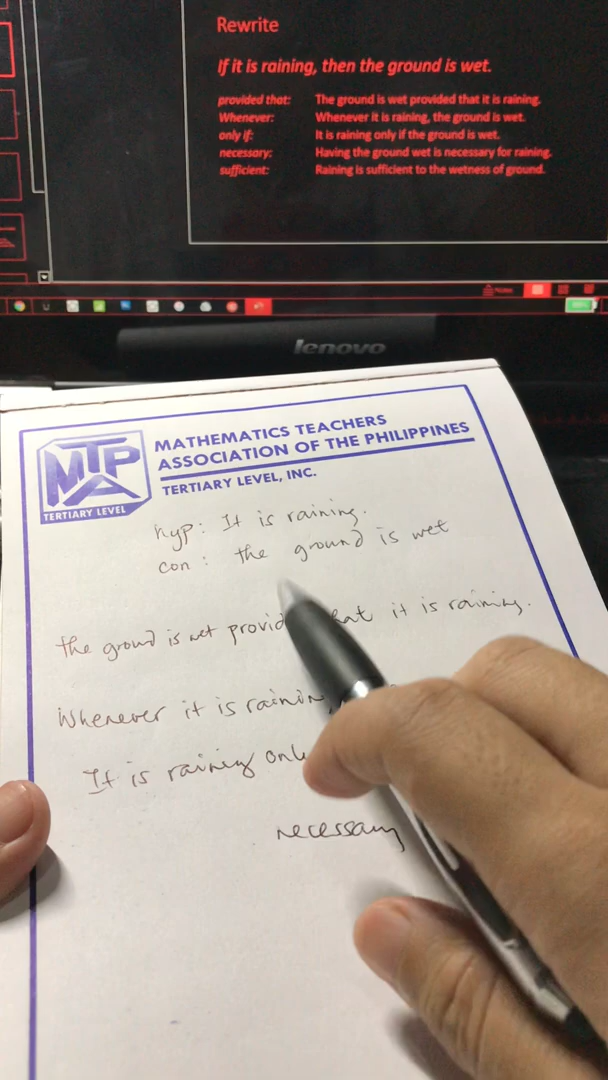 Rewrite
If it is raining, then the ground is wet.
provided that: The ground is wet provided that it is raining.
Whenever: Whenever it is raining, the ground is wet.
only if: It is raining only if the ground is wet.
necessary: Having the ground wet is necessary for raining.
sufficient: Raining is sufficient to the wetness of ground.
lenovo
MTAP
TERTIARY LEVEL
MATHEMATICS TEACHERS
ASSOCIATION OF THE PHILIPPINES
TERTIARY LEVEL, INC.
hyp: It is raining.
con: the ground is wet
the ground is wet provid hat it is raining.
Whenever it is rainin
It is raining onl
necessary